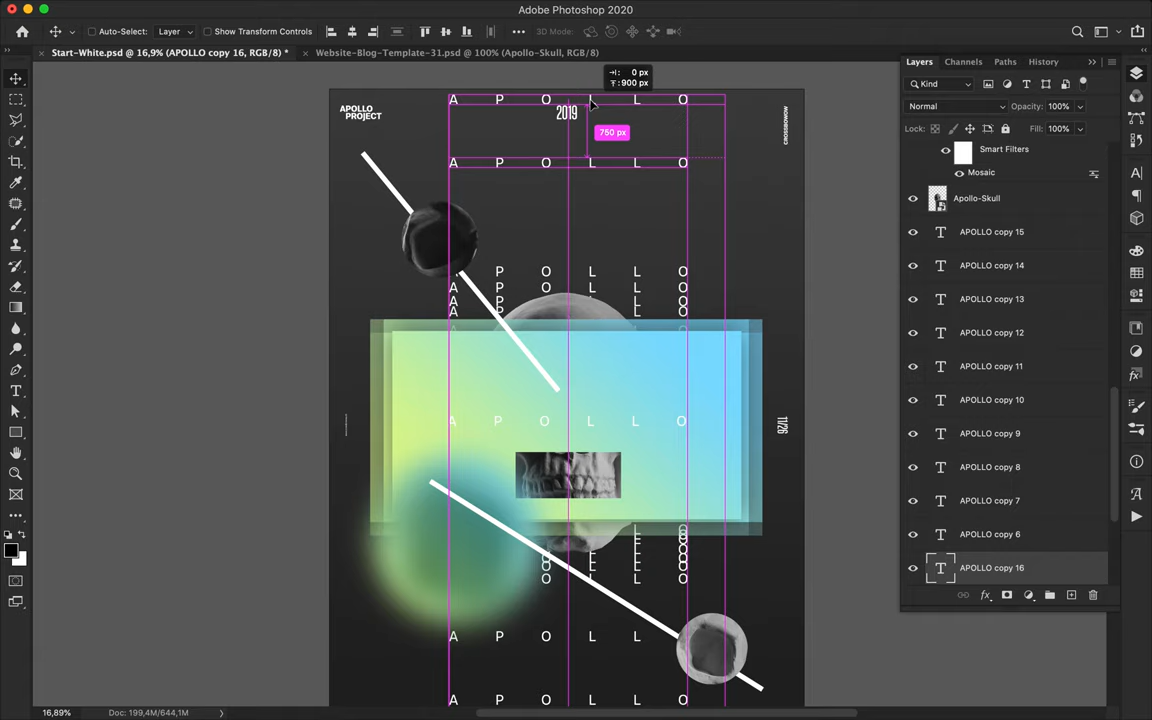 Adobe Photoshop 2020
Auto-Select: Layer Show Transform Controls 3D Mode:
Start-White.psd @ 16,9% (APOLLO copy 16, RGB/8) *
Website-Blog-Template-31.psd @ 100% (Apollo-Skull, RGB/8)
Layers Channels Paths History
Kind
Normal Opacity: 100%
Lock: Fill: 100%
Smart Filters
Mosaic
Apollo-Skull
APOLLO copy 15
APOLLO copy 14
APOLLO copy 13
APOLLO copy 12
APOLLO copy 11
APOLLO copy 10
APOLLO copy 9
APOLLO copy 8
APOLLO copy 7
APOLLO copy 6
APOLLO copy 16
0 px
900 px
760 px
A P O L L O
APOLLO
PROJECT
2019
CROSSBOWOW
A P O L L O
P O L L O
A P O L L O
A P L L O
A P L L O
A P O L L O
11/26
L L O
E E O
O E E O
O L L O
O L L O
A P O L L O
A P O L L O
16,89% Doc: 199,4M/644,1M